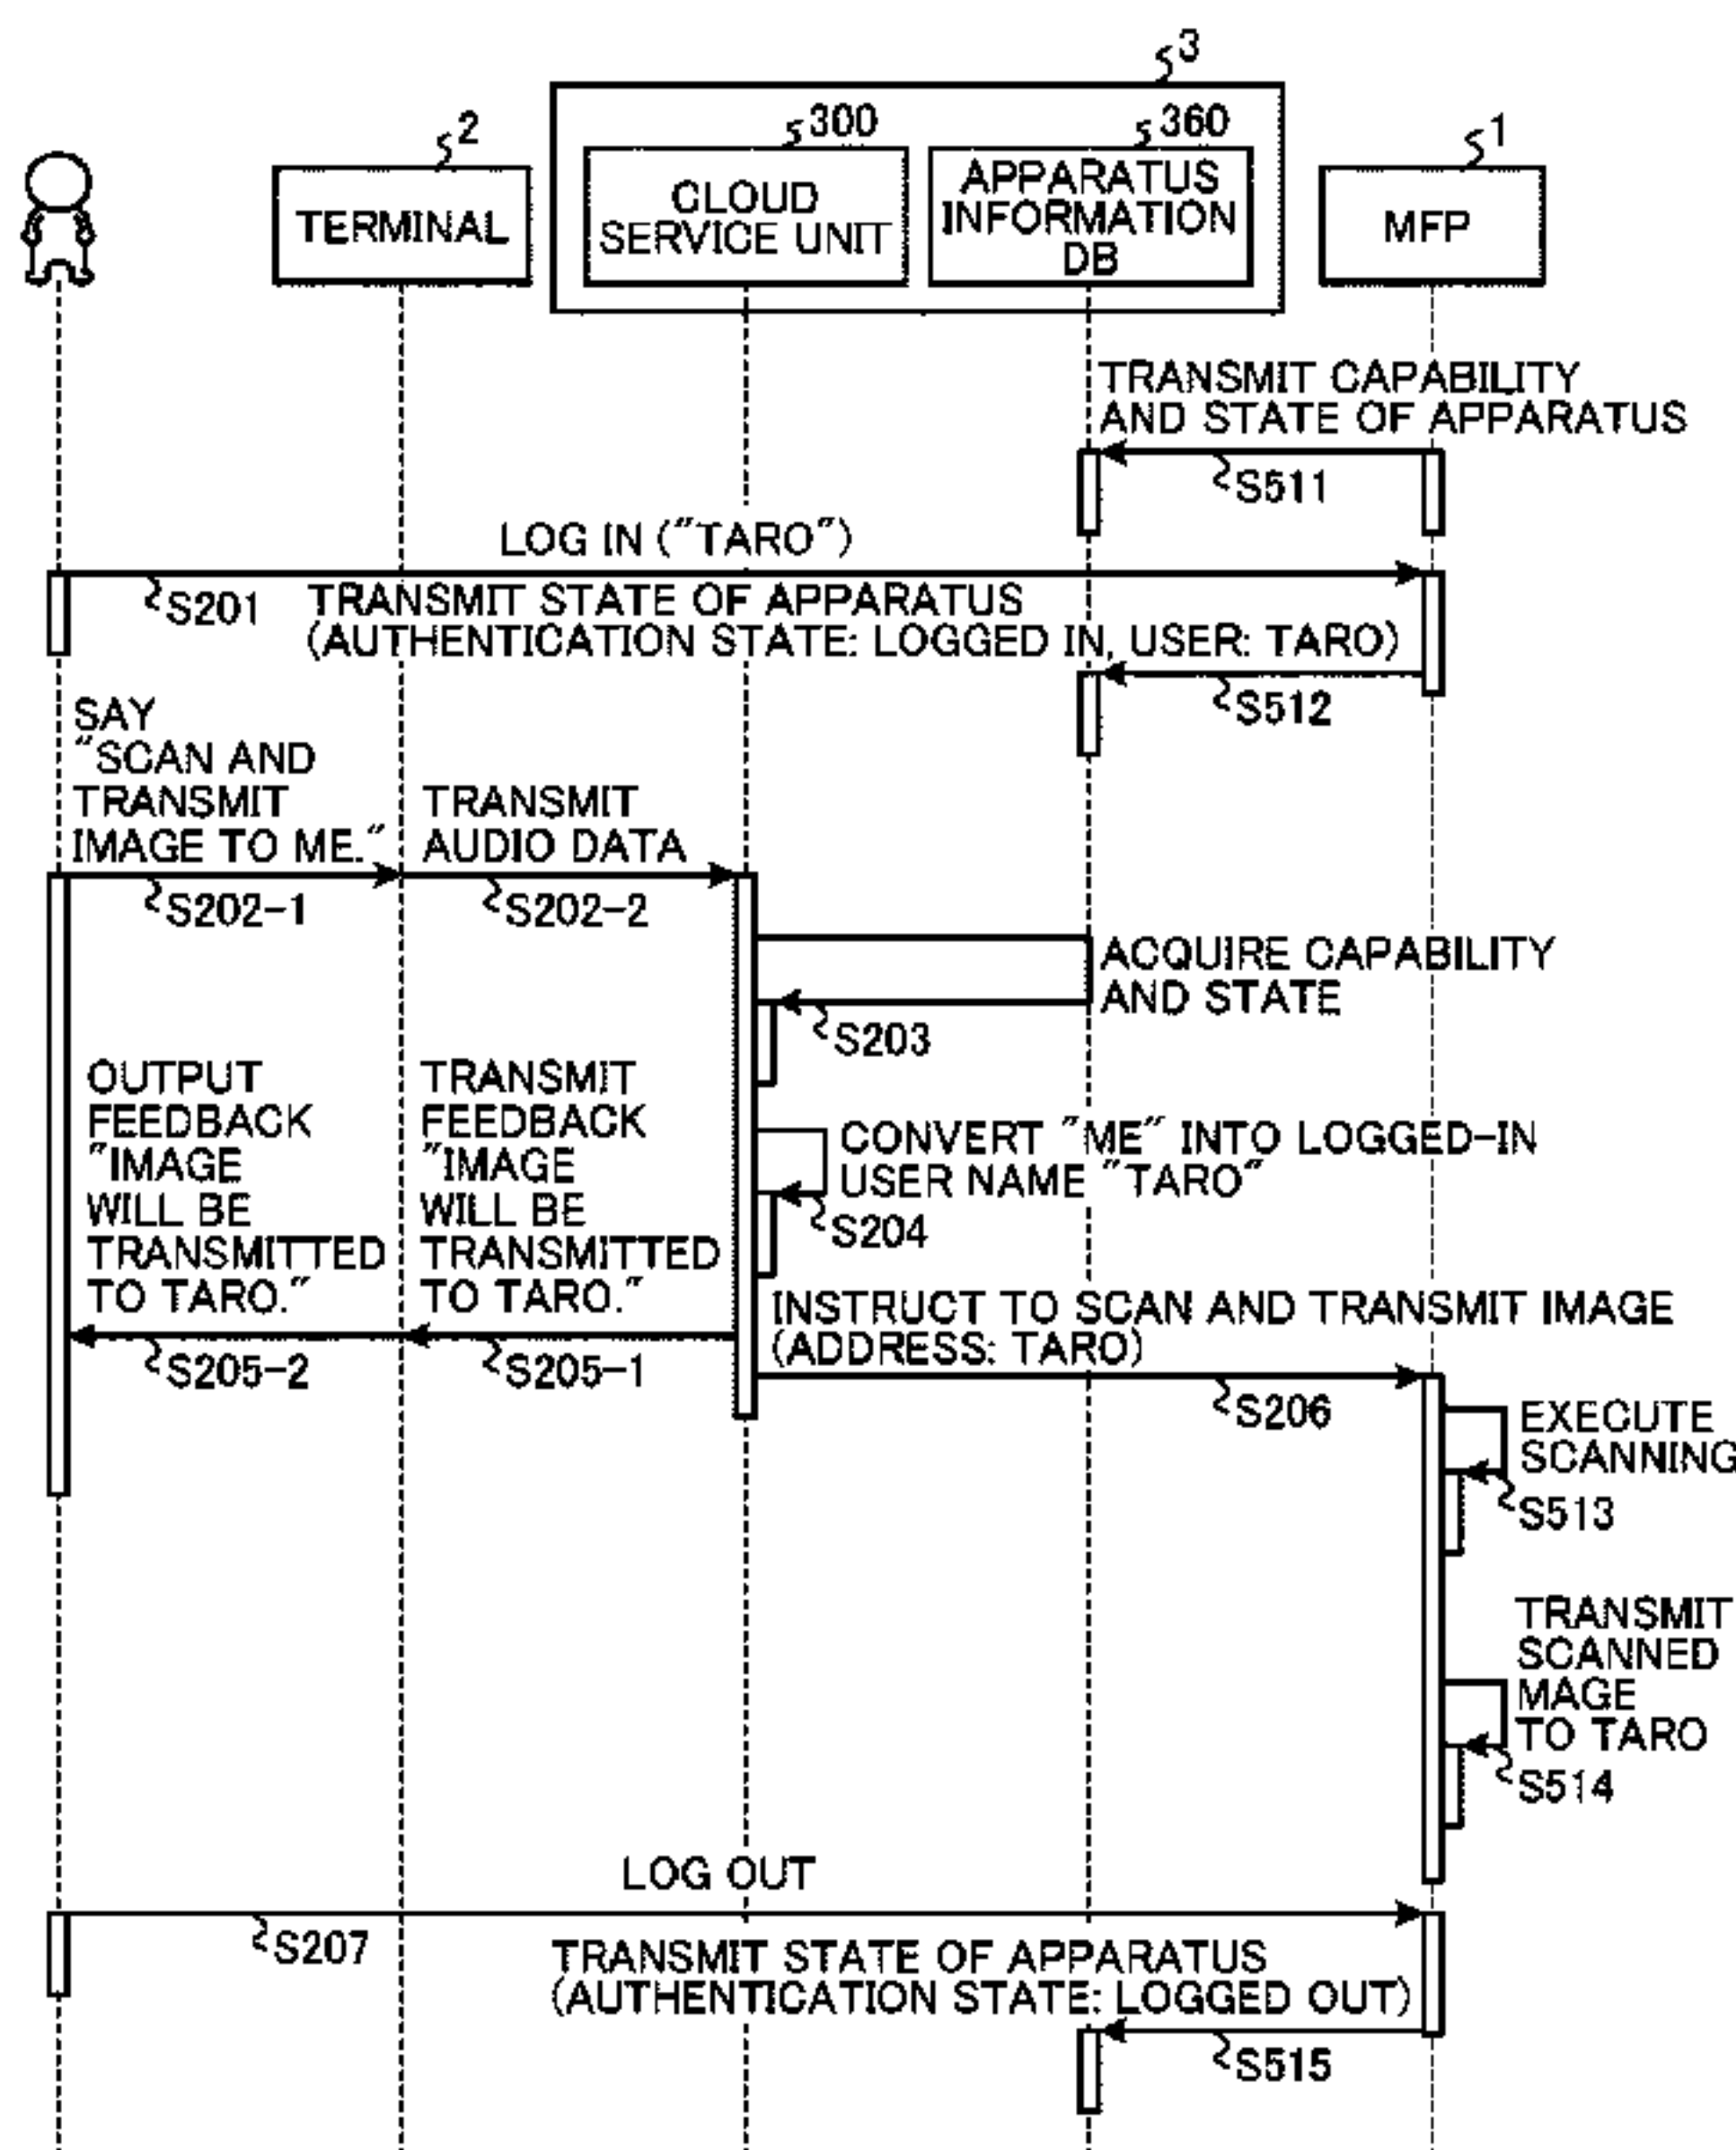 3
2
300
360
1
TERMINAL
CLOUD
SERVICE UNIT
APPARATUS
INFORMATION
DB
MFP
TRANSMIT CAPABILITY
AND STATE OF APPARATUS
S511
LOG IN ("TARO")
S201
TRANSMIT STATE OF APPARATUS
(AUTHENTICATION STATE: LOGGED IN, USER: TARO)
S512
SAY
"SCAN AND
TRANSMIT
IMAGE TO ME."
TRANSMIT
AUDIO DATA
S202-1
S202-2
ACQUIRE CAPABILITY
AND STATE
S203
OUTPUT
FEEDBACK
"IMAGE
WILL BE
TRANSMITTED
TO TARO."
TRANSMIT
FEEDBACK
"IMAGE
WILL BE
TRANSMITTED
TO TARO."
CONVERT "ME" INTO LOGGED-IN
USER NAME "TARO"
S204
INSTRUCT TO SCAN AND TRANSMIT IMAGE
(ADDRESS: TARO)
S205-2
S205-1
S206
EXECUTE
SCANNING
S513
TRANSMIT
SCANNED
MAGE
TO TARO
S514
LOG OUT
S207
TRANSMIT STATE OF APPARATUS
(AUTHENTICATION STATE: LOGGED OUT)
S515